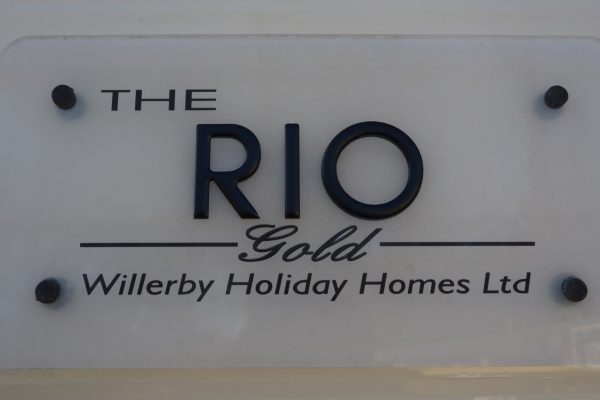 THE
RIO
Gold
Willerby Holiday Homes Ltd